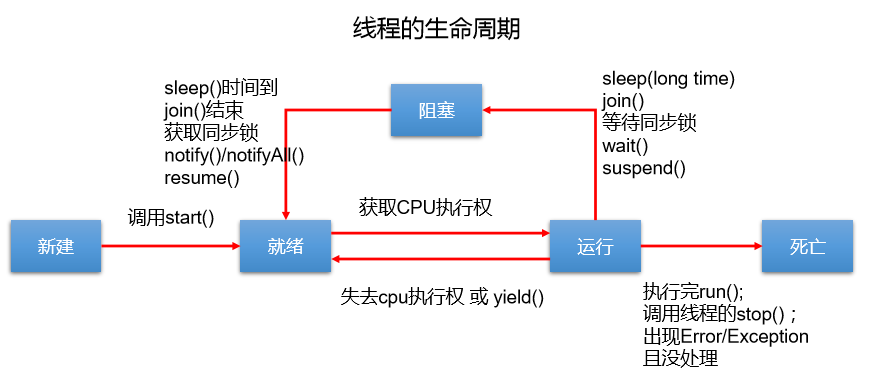 线程的生命周期
sleep()时间到
join()结束
获取同步锁
notify()/notifyAll()
resume()
阻塞
sleep(long time)
join()
等待同步锁
wait()
suspend()
新建
调用start()
就绪
获取CPU执行权
失去cpu执行权 或 yield()
运行
死亡
执行完run();
调用线程的stop() ;
出现Error/Exception
且没处理